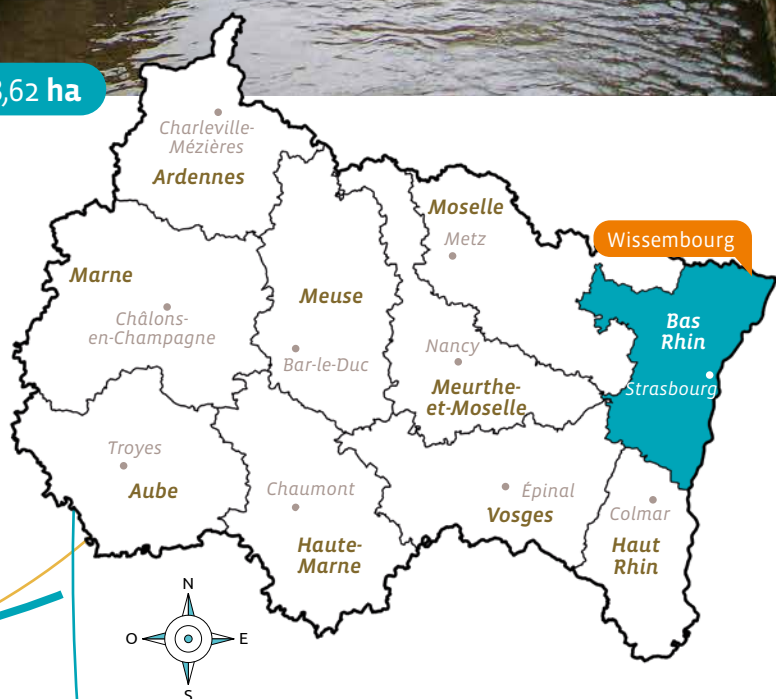 ,62 ha
Charleville-
Mézières
Ardennes
Moselle
Metz
Wissembourg
Marne
Châlons-
en-Champagne
Meuse
Bar-le-Duc
Nancy
Meurthe-
et-Moselle
Bas
Rhin
Strasbourg
Troyes
Aube
Chaumont
Haute-
Marne
Épinal
Vosges
Colmar
Haut
Rhin
N
O
E
S